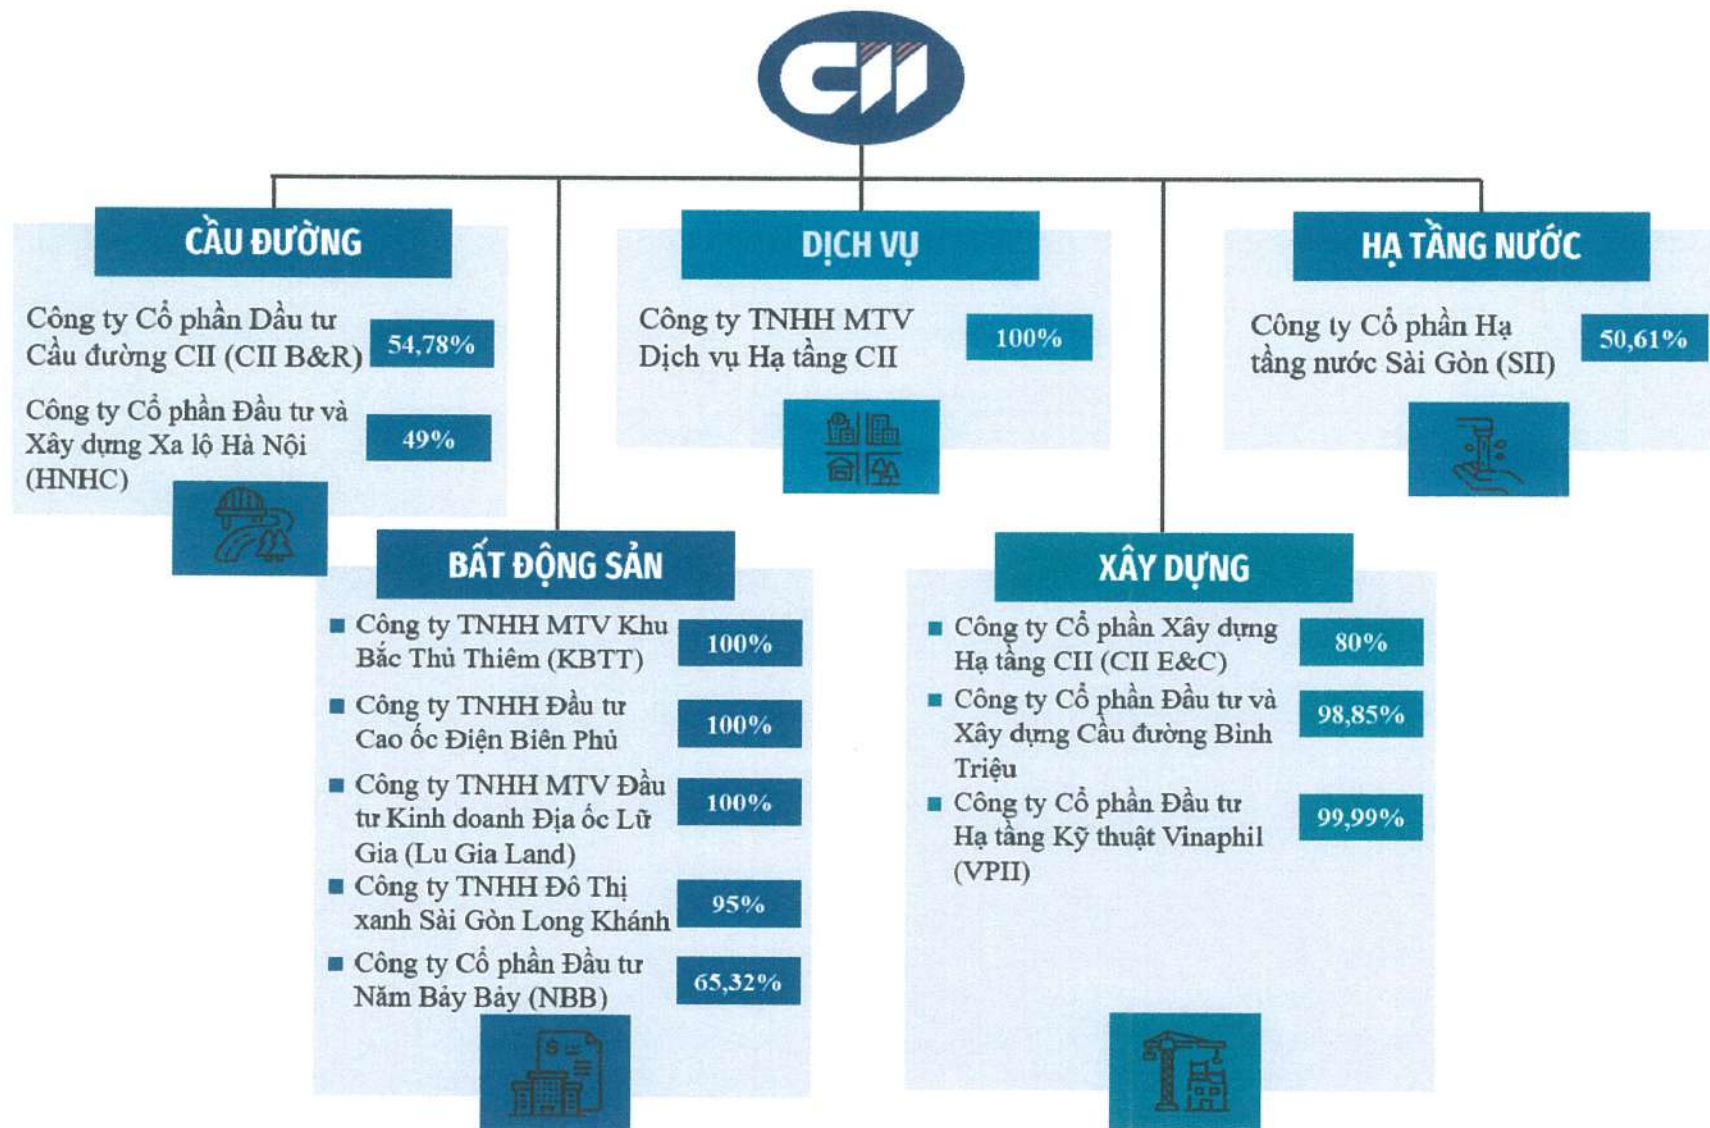 CII
CẦU ĐƯỜNG
Công ty Cổ phần Đầu tư
Cầu đường CII (CII B&R)
54,78%
Công ty Cổ phần Đầu tư và
Xây dựng Xa lộ Hà Nội
(HNHC)
49%
DỊCH VỤ
Công ty TNHH MTV
Dịch vụ Hạ tầng CII
100%
HẠ TẦNG NƯỚC
Công ty Cổ phần Hạ
tầng nước Sài Gòn (SII)
50,61%
BẤT ĐỘNG SẢN
Công ty TNHH MTV Khu
Bắc Thủ Thiêm (KBTT)
100%
Công ty TNHH Đầu tư
Cao ốc Điện Biên Phủ
100%
Công ty TNHH MTV Đầu
tư Kinh doanh Địa ốc Lữ
Gia (Lu Gia Land)
100%
Công ty TNHH Đô Thị
xanh Sài Gòn Long Khánh
95%
Công ty Cổ phần Đầu tư
Năm Bảy Bảy (NBB)
65,32%
XÂY DỰNG
Công ty Cổ phần Xây dựng
Hạ tầng CII (CII E&C)
80%
Công ty Cổ phần Đầu tư và
Xây dựng Cầu đường Bình
Triệu
98,85%
Công ty Cổ phần Đầu tư
Hạ tầng Kỹ thuật Vinaphil
(VPII)
99,99%